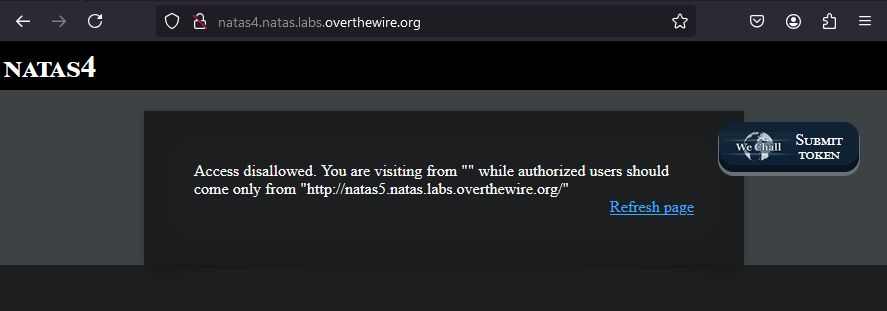 natas4.natas.labs.overthewire.org
NATAS4
Access disallowed. You are visiting from "" while authorized users should
come only from "http://natas5.natas.labs.overthewire.org/"
Refresh page
We Chall
SUBMIT
TOKEN